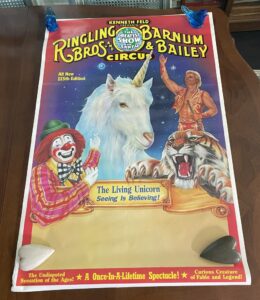 KENNETH FELD
RINGLING BARNUM
BROS. & BAILEY
THE GREATEST SHOW ON EARTH
CIRCUS
All New
115th Edition!
The Living Unicorn
Seeing Is Believing!
The Undisputed
Sensation of the Ages!
★ A Once-In-A-Lifetime Spectacle! ★
Curious Creature
of Fable and Legend!